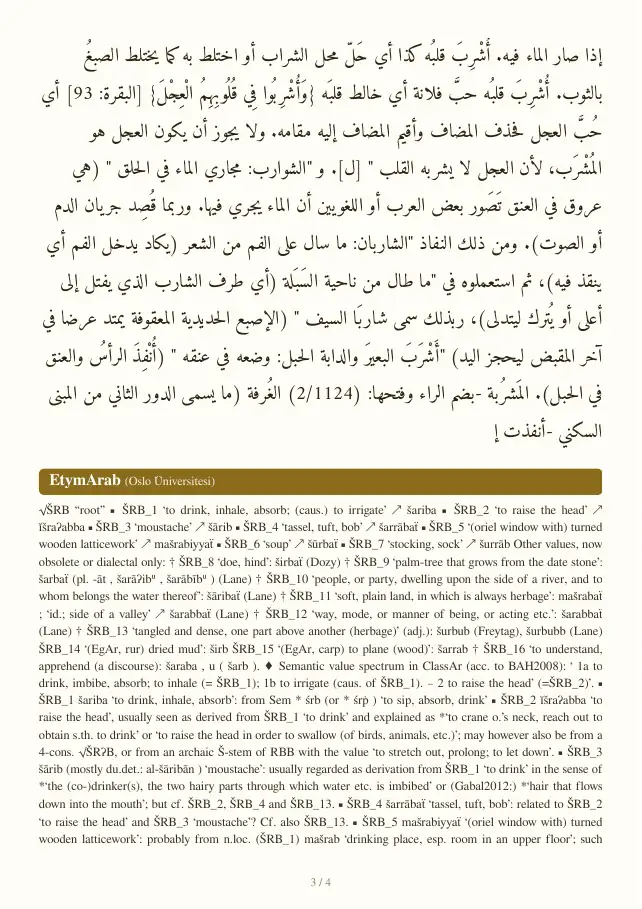 إذا صار الماء فيه. أُشْرِبَ قلبُه كذا أي حَلّ محل الشراب أو اختلط به كما يختلط الصبغُ
بالثوب. أُشْرِبَ قلبُه حبَّ فلانة أي خالط قلبَه {وَأُشْرِبُوا فِي قُلُوبِهِمُ الْعِجْلَ} [البقرة: 93] أي
حُبَّ العجل فحذف المضاف وأقيم المضاف إليه مقامه. ولا يجوز أن يكون العجل هو
المُشْرَب، لأن العجل لا يشربه القلب " [ل]. و "الشوارب: مجاري الماء في الحلق " (هي
عروق في العنق تَصَور بعض العرب أو اللغويين أن الماء يجري فيها. وربما قُصِد جريان الدم
أو الصوت). ومن ذلك النفاذ "الشاربان: ما سال على الفم من الشعر (يكاد يدخل الفم أي
ينقذ فيه)، ثم استعملوه في "ما طال من ناحية السَبَلة (أي طرف الشارب الذي يفتل إلى
أعلى أو يُترك ليتدلى)، ربذلك سمى شاربَا السيف " (الإصبع الحديدية المعقوفة يمتد عرضا في
آخر المقبض ليحجز اليد) "أَشْرَبَ البعيرَ والدابة الحبل: وضعه في عنقه " (أُنْفِذَ الرأسُ والعنق
في الحبل). المَشرُبة -بضم الراء وفتحها: (2/1124) الغُرفة (ما يسمى الدور الثاني من المبنى
السكني -أنفذت إ
EtymArab (Oslo Üniversitesi)
√ŠRB “root” ▪ ŠRB_1 ‘to drink, inhale, absorb; (caus.) to irrigate’ ↗ šariba ▪ ŠRB_2 ‘to raise the head’ ↗
ĭšraʔabba ▪ ŠRB_3 ‘moustache’ ↗ šārib ▪ ŠRB_4 ‘tassel, tuft, bob’ ↗ šarrābaẗ ▪ ŠRB_5 ‘(oriel window with) turned
wooden latticework’ ↗ mašrabiyyaẗ ▪ ŠRB_6 ‘soup’ ↗ šūrbaẗ ▪ ŠRB_7 ‘stocking, sock’ ↗ šurrāb Other values, now
obsolete or dialectal only: † ŠRB_8 ‘doe, hind’: širbaẗ (Dozy) † ŠRB_9 ‘palm-tree that grows from the date stone’:
šarbaẗ (pl. -āt , šarāʔibᵘ , šarābībᵘ ) (Lane) † ŠRB_10 ‘people, or party, dwelling upon the side of a river, and to
whom belongs the water thereof’: šāribaẗ (Lane) † ŠRB_11 ‘soft, plain land, in which is always herbage’: mašrabaẗ
; ‘id.; side of a valley’ ↗ šarabbaẗ u (Lane) † ŠRB_12 ‘way, mode, or manner of being, or acting etc.’: šarabbaẗ
(Lane) † ŠRB_13 ‘tangled and dense, one part above another (herbage)’ (adj.): šurbub (Freytag), šurbubb (Lane)
ŠRB_14 ‘(EgAr, rur) dried mud’: širb ŠRB_15 ‘(EgAr, carp) to plane (wood)’: šarrab † ŠRB_16 ‘to understand,
apprehend (a discourse): šaraba , u ( šarb ). ♦ Semantic value spectrum in ClassAr (acc. to BAH2008): ‘ 1a to
drink, imbibe, absorb; to inhale (= ŠRB_1); 1b to irrigate (caus. of ŠRB_1). – 2 to raise the head’ (=ŠRB_2)’. ▪
ŠRB_1 šariba ‘to drink, inhale, absorb’: from Sem * śrb (or * śrṗ ) ‘to sip, absorb, drink’ ▪ ŠRB_2 ĭšraʔabba ‘to
raise the head’, usually seen as derived from ŠRB_1 ‘to drink’ and explained as *‘to crane o.’s neck, reach out to
obtain s.th. to drink’ or ‘to raise the head in order to swallow (of birds, animals, etc.)’; may however also be from a
4-cons. √ŠRʔB, or from an archaic Š-stem of RBB with the value ‘to stretch out, prolong; to let down’. ▪ ŠRB_3
šārib (mostly du.det.: al-šāribān ) ‘moustache’: usually regarded as derivation from ŠRB_1 ‘to drink’ in the sense of
*‘the (co-)drinker(s), the two hairy parts through which water etc. is imbibed’ or (Gabal2012:) *‘hair that flows
down into the mouth’; but cf. ŠRB_2, ŠRB_4 and ŠRB_13. ▪ ŠRB_4 šarrābaẗ ‘tassel, tuft, bob’: related to ŠRB_2
‘to raise the head’ and ŠRB_3 ‘moustache’? Cf. also ŠRB_13. ▪ ŠRB_5 mašrabiyyaẗ ‘(oriel window with) turned
wooden latticework’: probably from n.loc. (ŠRB_1) mašrab ‘drinking place, esp. room in an upper floor’; such
3 / 4